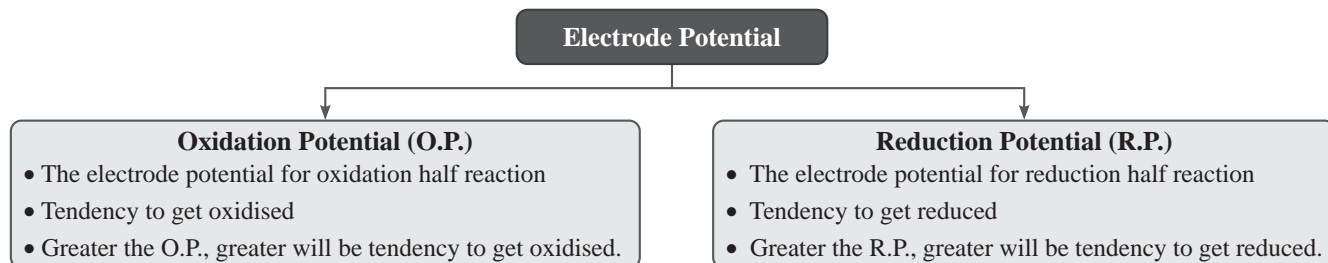 Electrode Potential
Oxidation Potential (O.P.)
• The electrode potential for oxidation half reaction
• Tendency to get oxidised
• Greater the O.P., greater will be tendency to get oxidised.
Reduction Potential (R.P.)
• The electrode potential for reduction half reaction
• Tendency to get reduced
• Greater the R.P., greater will be tendency to get reduced.